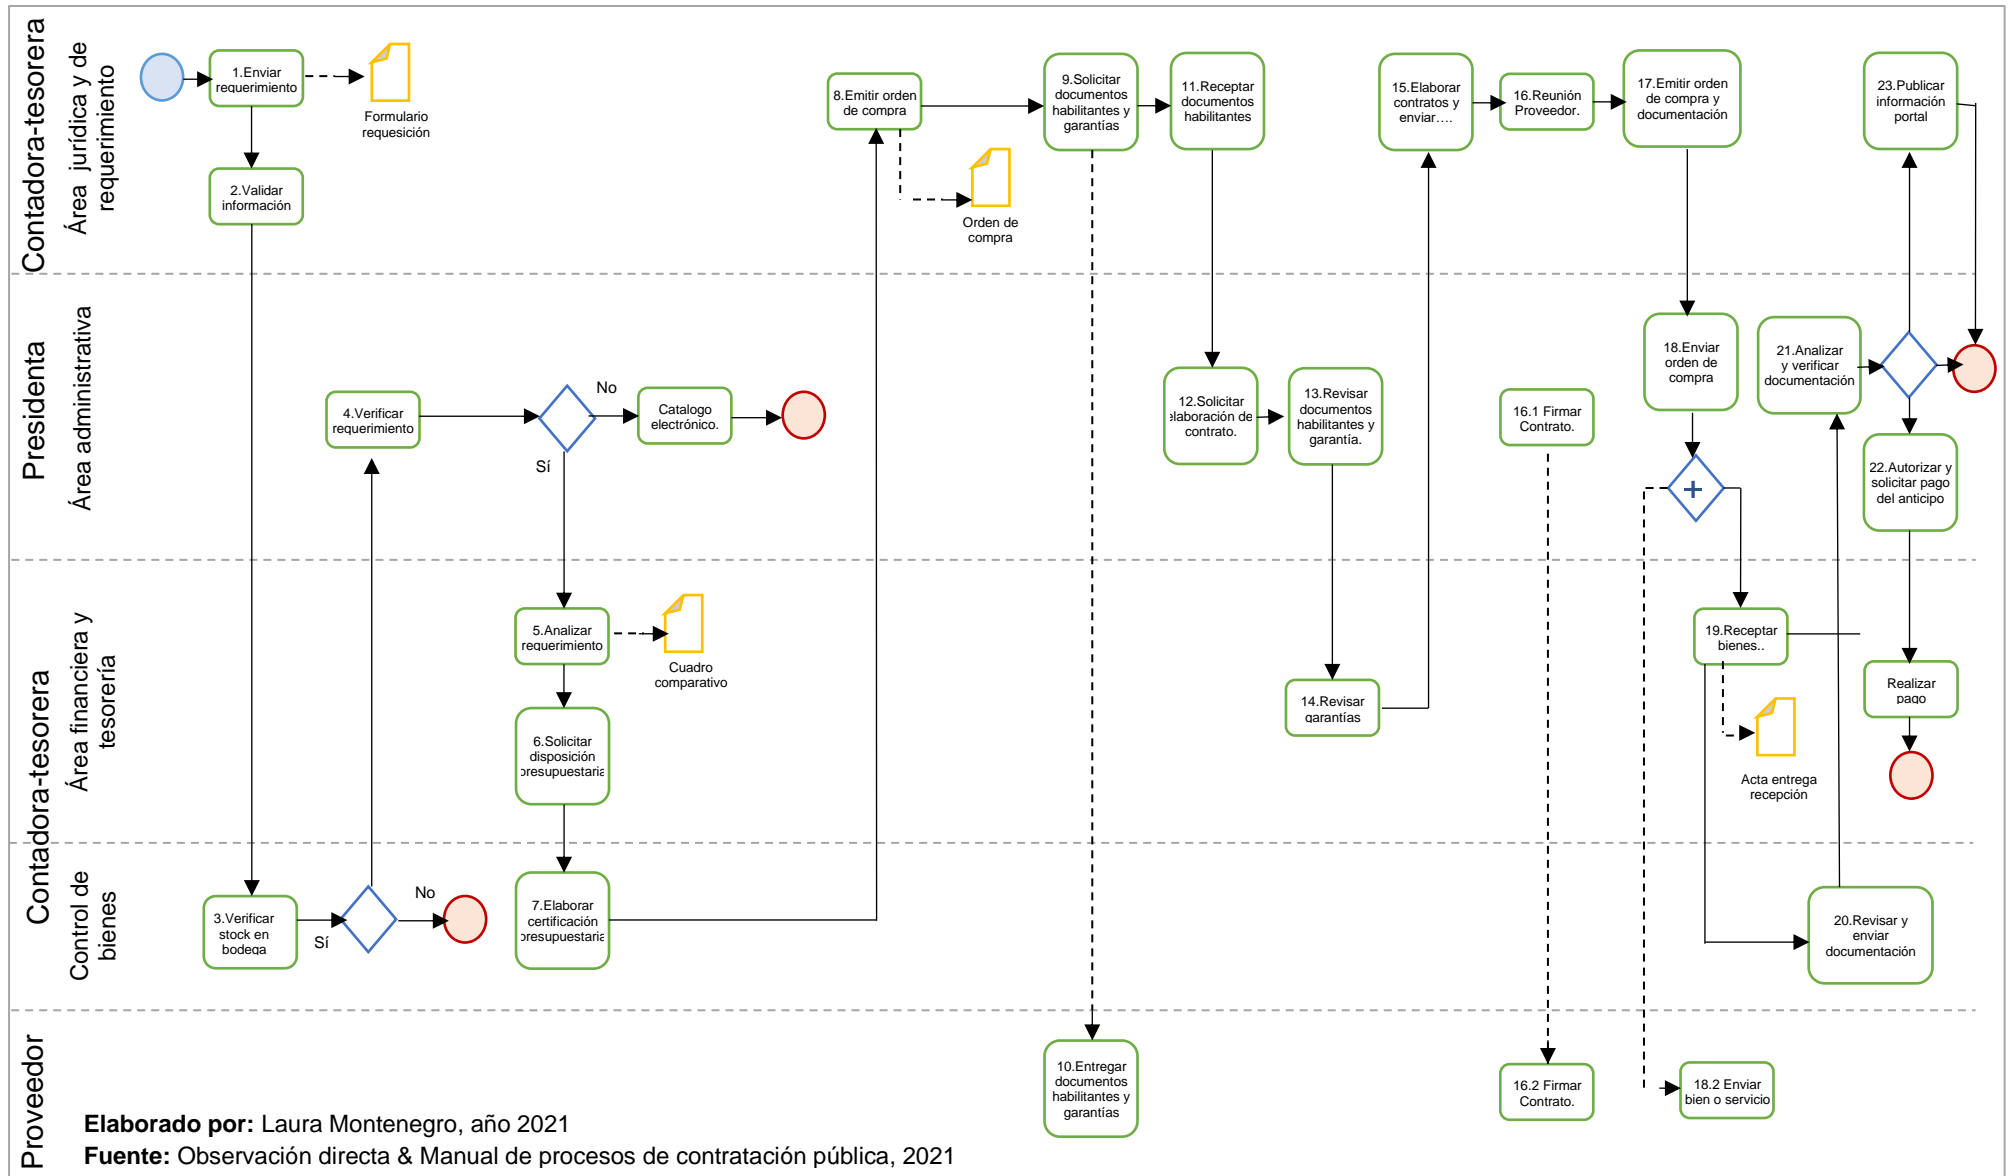 Contadora-tesorera
Área jurídica y de
requerimiento
1.Enviar
requerimiento
Formulario
requesición
2.Validar
información
8.Emitir orden
de compra
Orden de
compra
9.Solicitar
documentos
habilitantes y
garantías
11.Receptar
documentos
habilitantes
15.Elaborar
contratos y
enviar….
16.Reunión
Proveedor.
17.Emitir orden
de compra y
documentación
23.Publicar
información
portal
Presidenta
Área administrativa
4.Verificar
requerimiento
No
Sí
Catalogo
electrónico.
12.Solicitar
elaboración de
contrato.
13.Revisar
documentos
habilitantes y
garantía.
16.1 Firmar
Contrato.
18.Enviar
orden de
compra
21.Analizar
y verificar
documentación
22.Autorizar y
solicitar pago
del anticipo
Contadora-tesorera
Área financiera y
tesorería
5.Analizar
requerimiento
Cuadro
comparativo
6.Solicitar
disposición
presupuestaria
14.Revisar
garantías
19.Receptar
bienes..
Acta entrega
recepción
Realizar
pago
Control de
bienes
3.Verificar
stock en
bodega
Sí
No
7.Elaborar
certificación
presupuestaria
20.Revisar y
enviar
documentación
Proveedor
10.Entregar
documentos
habilitantes y
garantías
16.2 Firmar
Contrato.
18.2 Enviar
bien o servicio
Elaborado por: Laura Montenegro, año 2021
Fuente: Observación directa & Manual de procesos de contratación pública, 2021